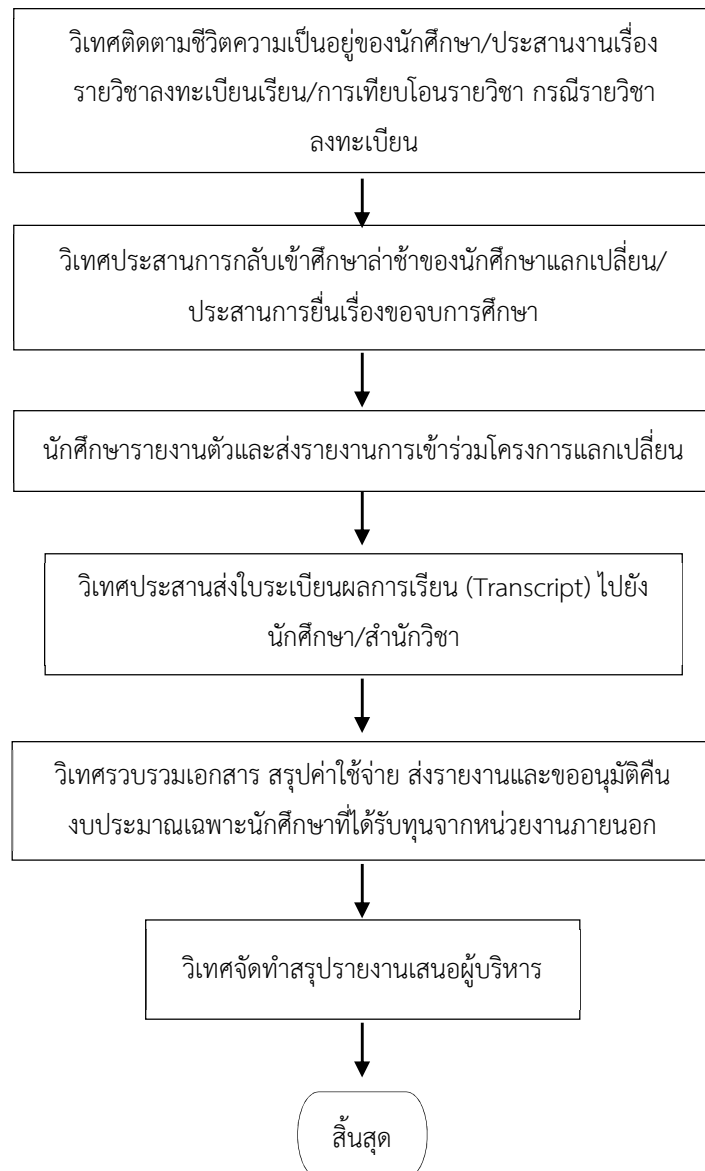 วิเทศติดตามชีวิตความเป็นอยู่ของนักศึกษา/ประสานงานเรื่อง
รายวิชาลงทะเบียนเรียน/การเทียบโอนรายวิชา กรณีรายวิชา
ลงทะเบียน
วิเทศประสานการกลับเข้าศึกษาล่าช้าของนักศึกษาแลกเปลี่ยน/
ประสานการยื่นเรื่องขอจบการศึกษา
นักศึกษารายงานตัวและส่งรายงานการเข้าร่วมโครงการแลกเปลี่ยน
วิเทศประสานส่งใบระเบียนผลการเรียน (Transcript) ไปยัง
นักศึกษา/สำนักวิชา
วิเทศรวบรวมเอกสาร สรุปค่าใช้จ่าย ส่งรายงานและขออนุมัติคืน
งบประมาณเฉพาะนักศึกษาที่ได้รับทุนจากหน่วยงานภายนอก
วิเทศจัดทำสรุปรายงานเสนอผู้บริหาร
สิ้นสุด